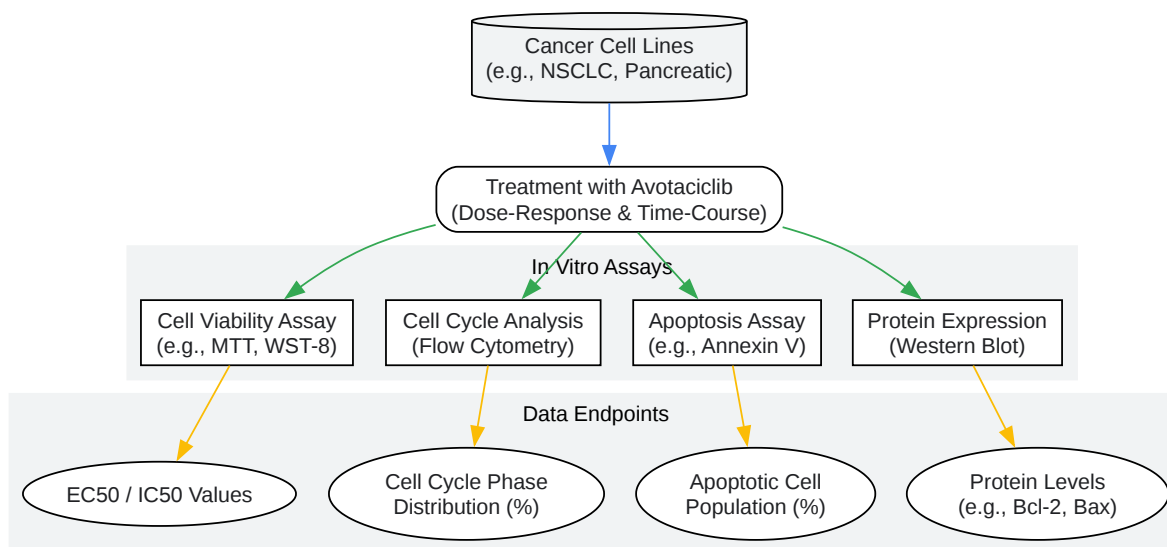 Cancer Cell Lines
(e.g., NSCLC, Pancreatic)
Treatment with Avotaciclib
(Dose-Response & Time-Course)
In Vitro Assays
Cell Viability Assay
(e.g., MTT, WST-8)
Cell Cycle Analysis
(Flow Cytometry)
Apoptosis Assay
(e.g., Annexin V)
Protein Expression
(Western Blot)
Data Endpoints
EC50 / IC50 Values
Cell Cycle Phase
Distribution (%)
Apoptotic Cell
Population (%)
Protein Levels
(e.g., Bcl-2, Bax)